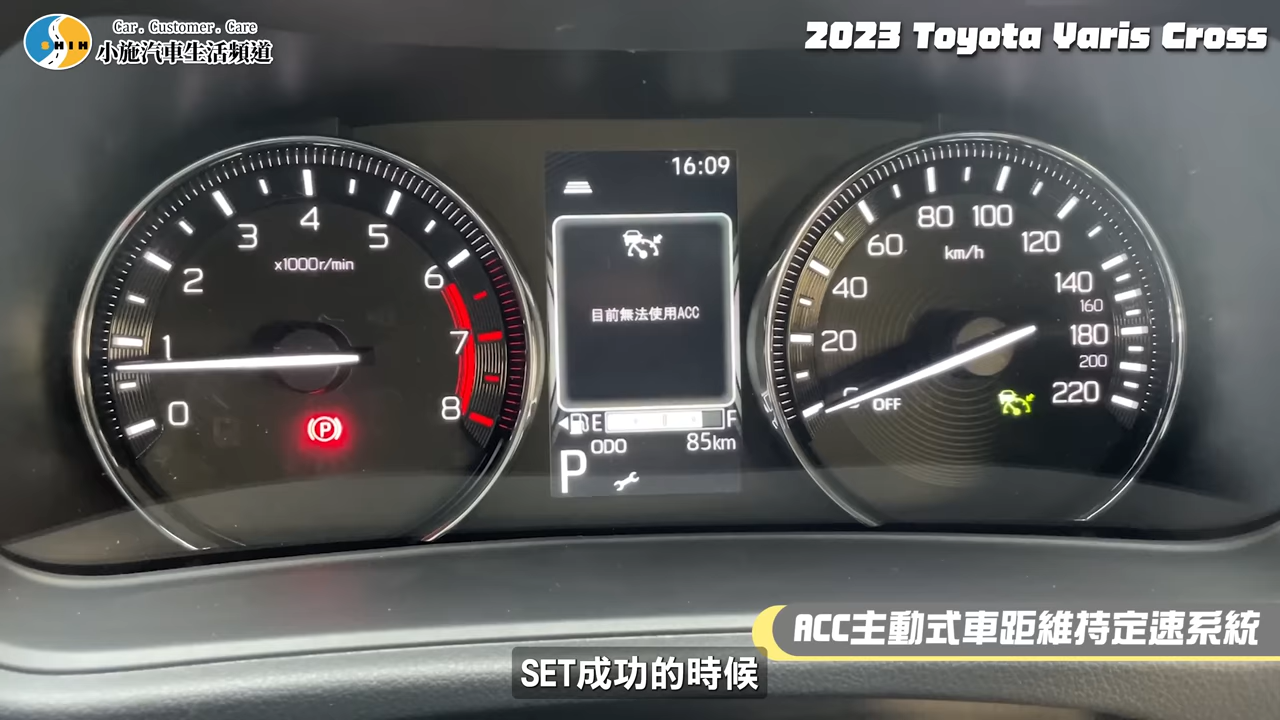 Car. Customer. Care
SHIH
小施汽車生活頻道
2023 Toyota Yaris Cross
16:09
目前無法使用ACC
E F
ODO 85km
P
0
1
2
3
4
5
6
7
8
x1000r/min
(P)
0
20
40
60
80
100
120
140
160
180
200
220
km/h
OFF
ACC主動式車距維持定速系統
SET成功的時候